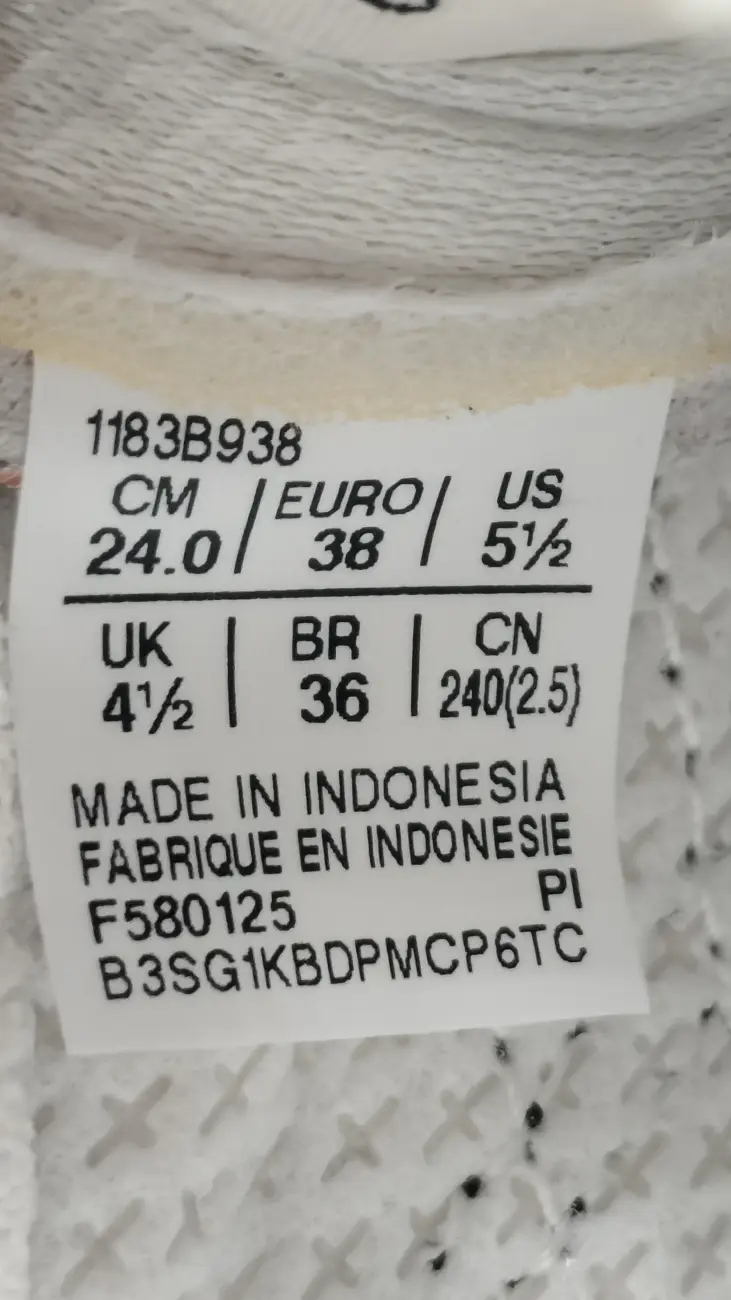 1183B938
CM / EURO / US
24.0 / 38 / 5½
UK | BR | CN
4½ | 36 | 240(2.5)
MADE IN INDONESIA
FABRIQUE EN INDONESIE
F580125 PI
B3SG1KBDPMCP6TC